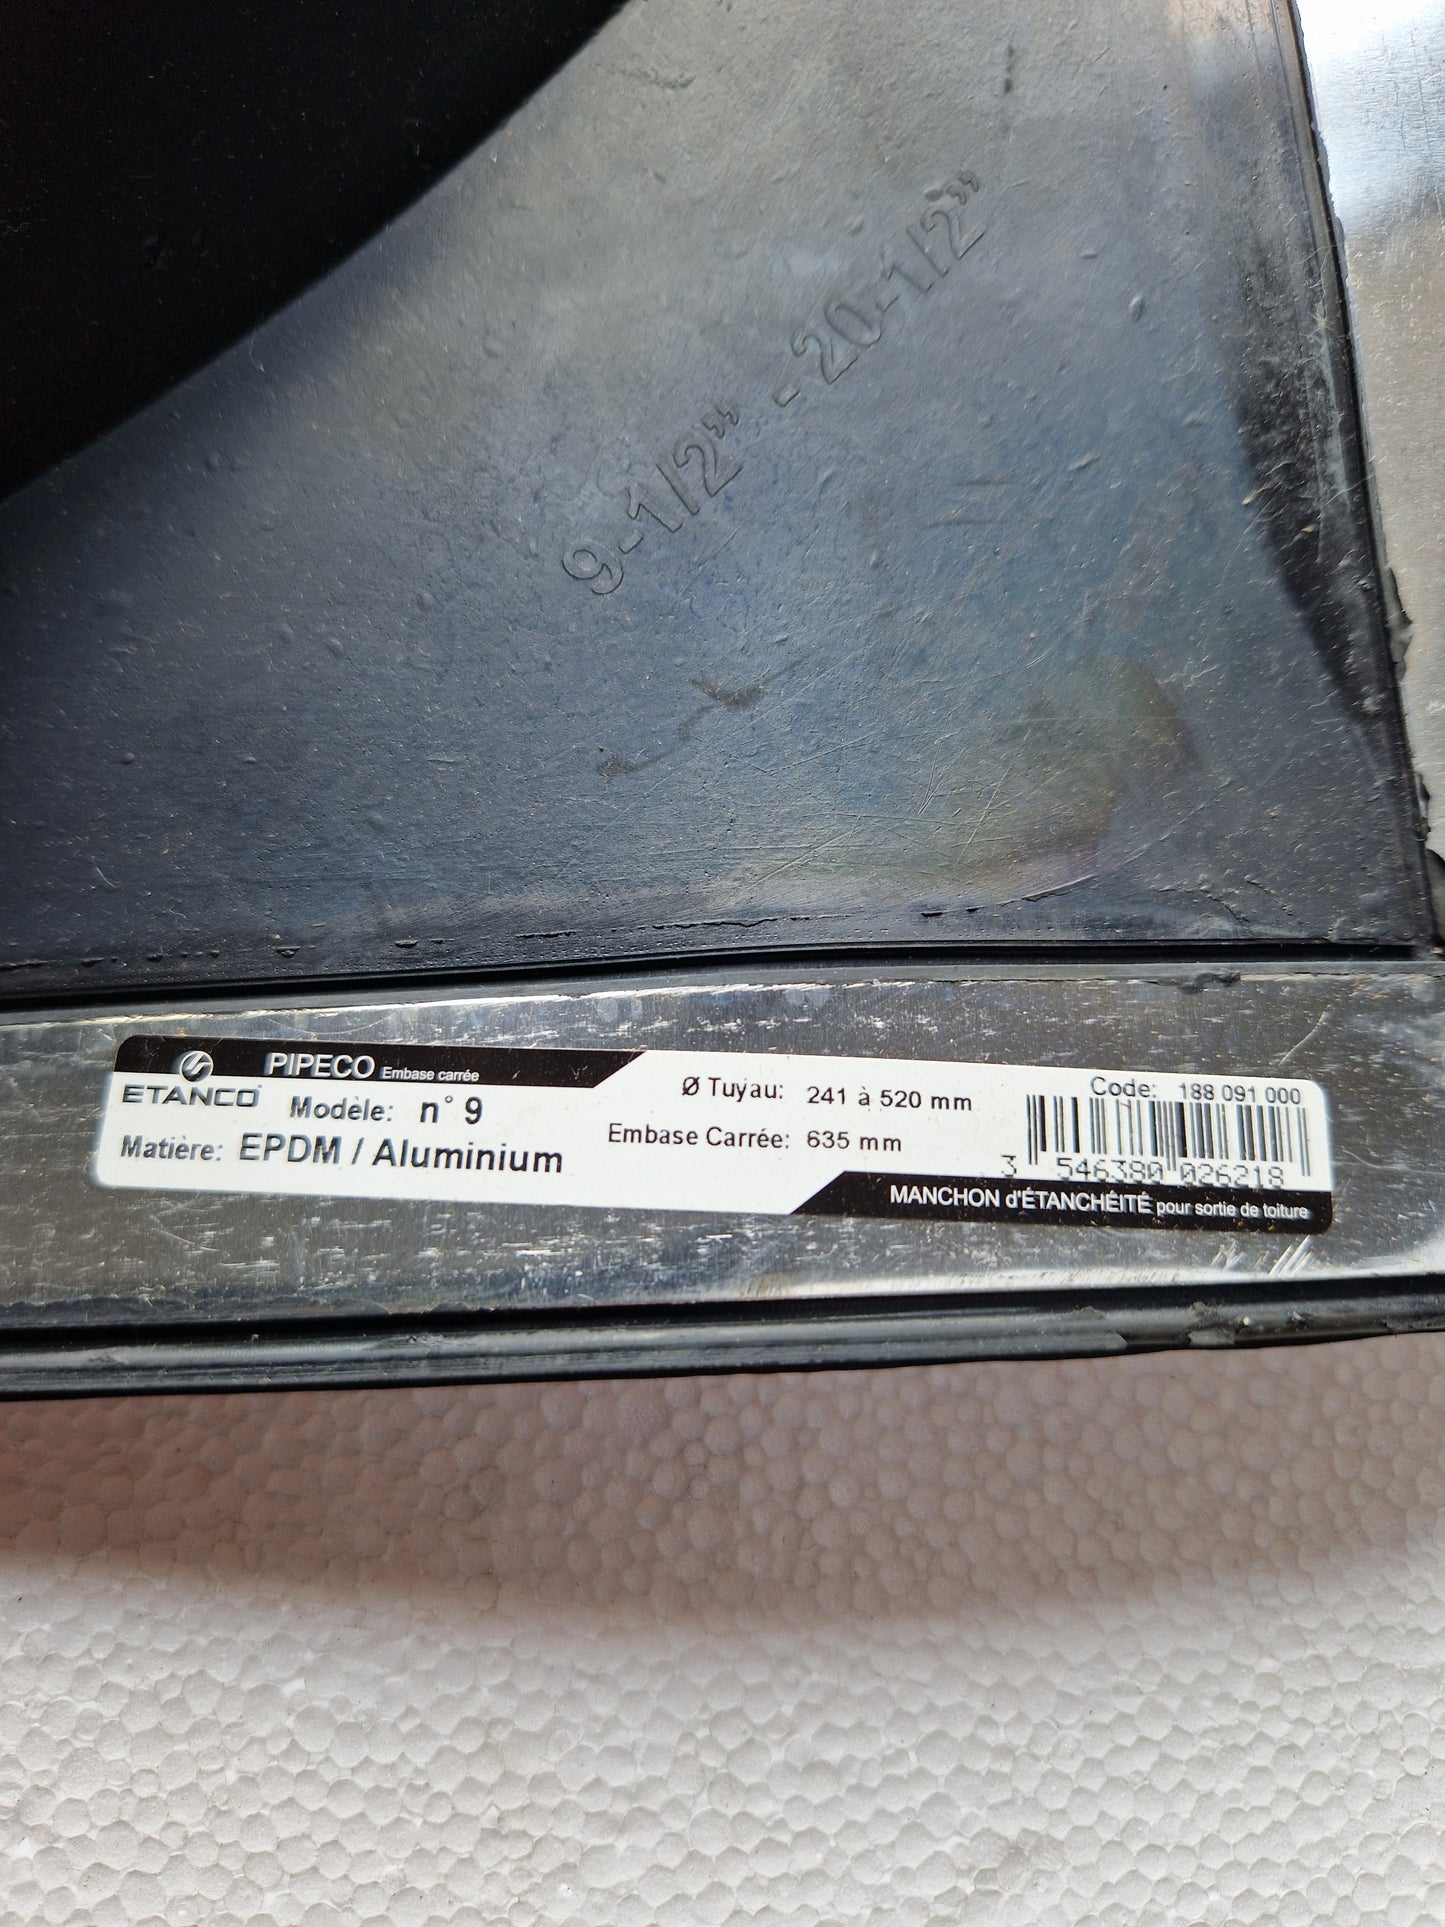 9-1/2” - 20-1/2”
PIPECO Embase carrée
ETANCO
Modèle: n° 9
Matière: EPDM / Aluminium
Ø Tuyau: 241 à 520 mm
Embase Carrée: 635 mm
Code: 188 091 000
3 546380 026218
MANCHON d'ÉTANCHÉITÉ pour sortie de toiture